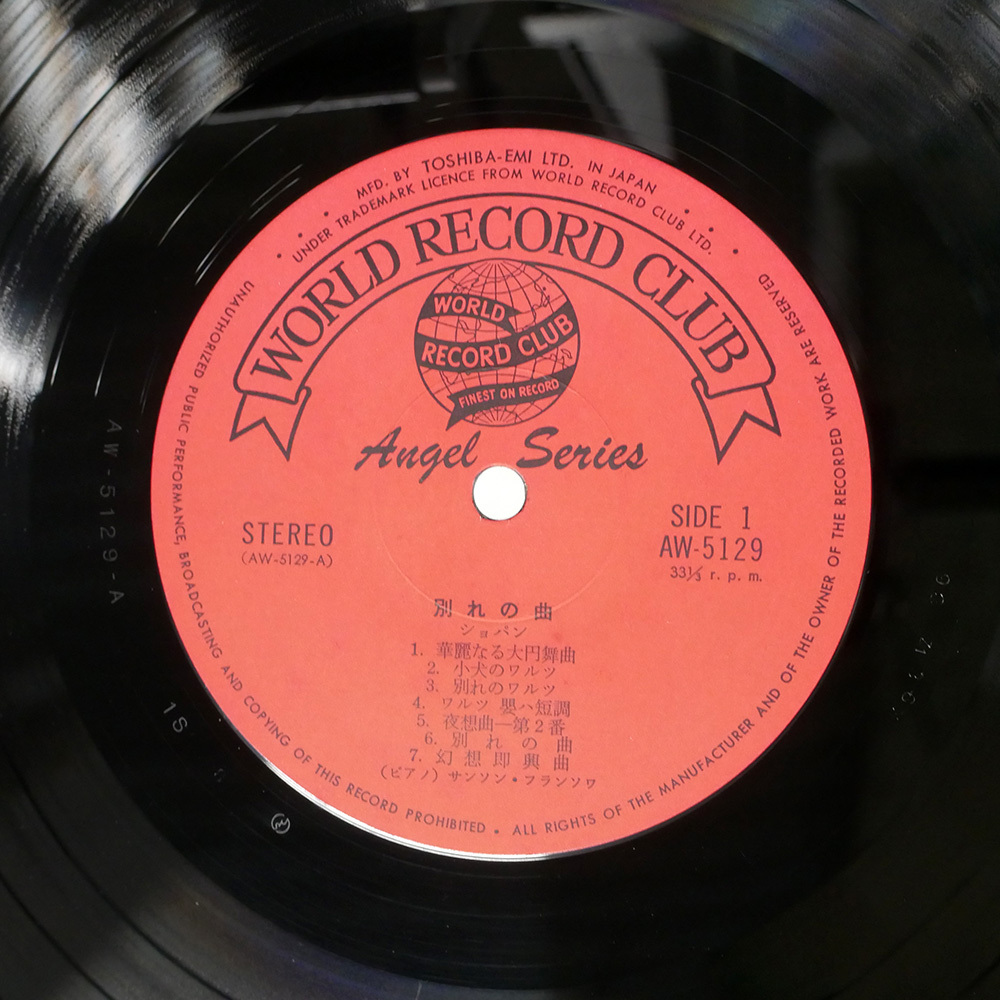 MFD. BY TOSHIBA-EMI LTD. IN JAPAN
UNDER TRADEMARK LICENCE FROM WORLD RECORD CLUB LTD.
WORLD RECORD CLUB
WORLD
RECORD CLUB
FINEST ON RECORD
Angel Series
STEREO
(AW-5129-A)
SIDE 1
AW-5129
33⅓ r. p. m.
別れの曲
ショパン
1. 華麗なる大円舞曲
2. 小犬のワルツ
3. 別れのワルツ
4. ワルツ 嬰ハ短調
5. 夜想曲―第2番
6. 別れの曲
7. 幻想即興曲
(ピアノ) サンソン・フランソワ
UNAUTHORIZED PUBLIC PERFORMANCE, BROADCASTING AND COPYING OF THIS RECORD PROHIBITED • ALL RIGHTS OF THE MANUFACTURER AND OF THE OWNER OF THE RECORDED WORK ARE RESERVED
AW-5129-A
1S